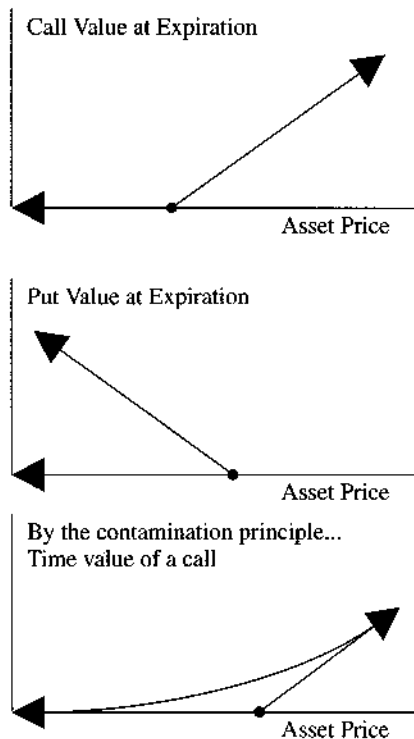 Call Value at Expiration
Asset Price
Put Value at Expiration
Asset Price
By the contamination principle...
Time value of a call
Asset Price